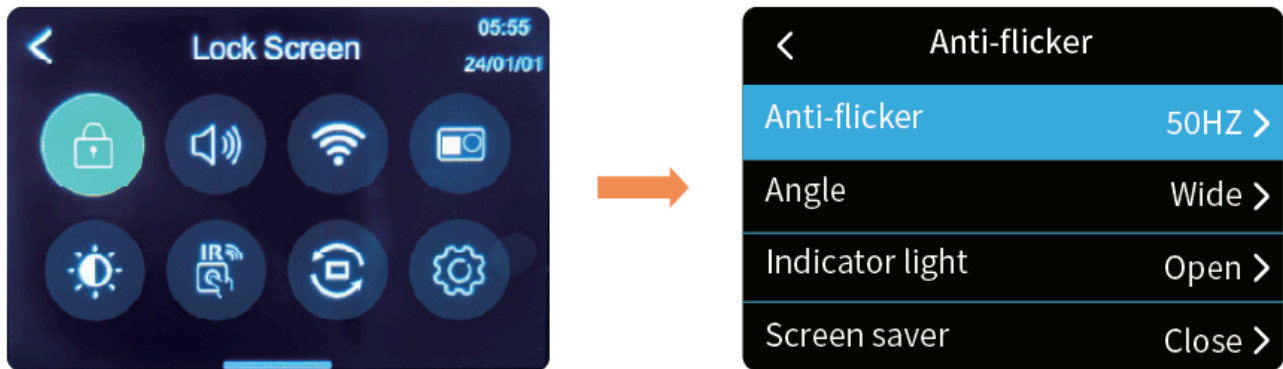 05:55
Lock Screen
24/01/01
IR
Anti-flicker
Anti-flicker 50HZ
Angle Wide
Indicator light Open
Screen saver Close